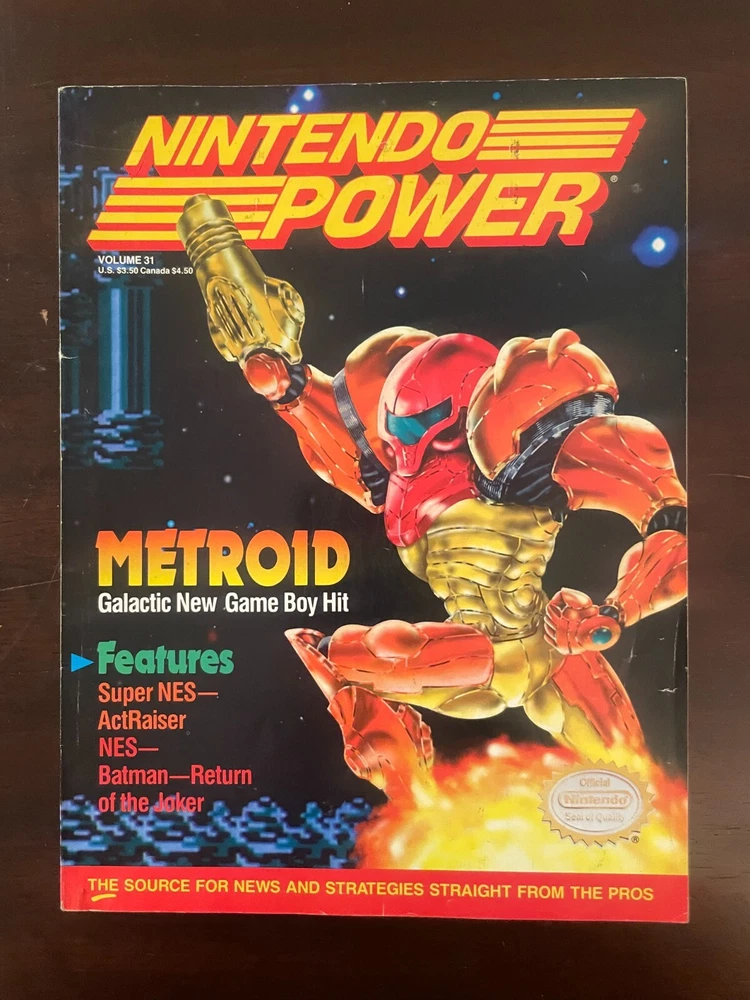 NINTENDO
POWER®
VOLUME 31
U.S. $3.50 Canada $4.50
METROID
Galactic New Game Boy Hit
Features
Super NES—
ActRaiser
NES—
Batman—Return
of the Joker
Official
Nintendo
Seal of Quality
®
THE SOURCE FOR NEWS AND STRATEGIES STRAIGHT FROM THE PROS